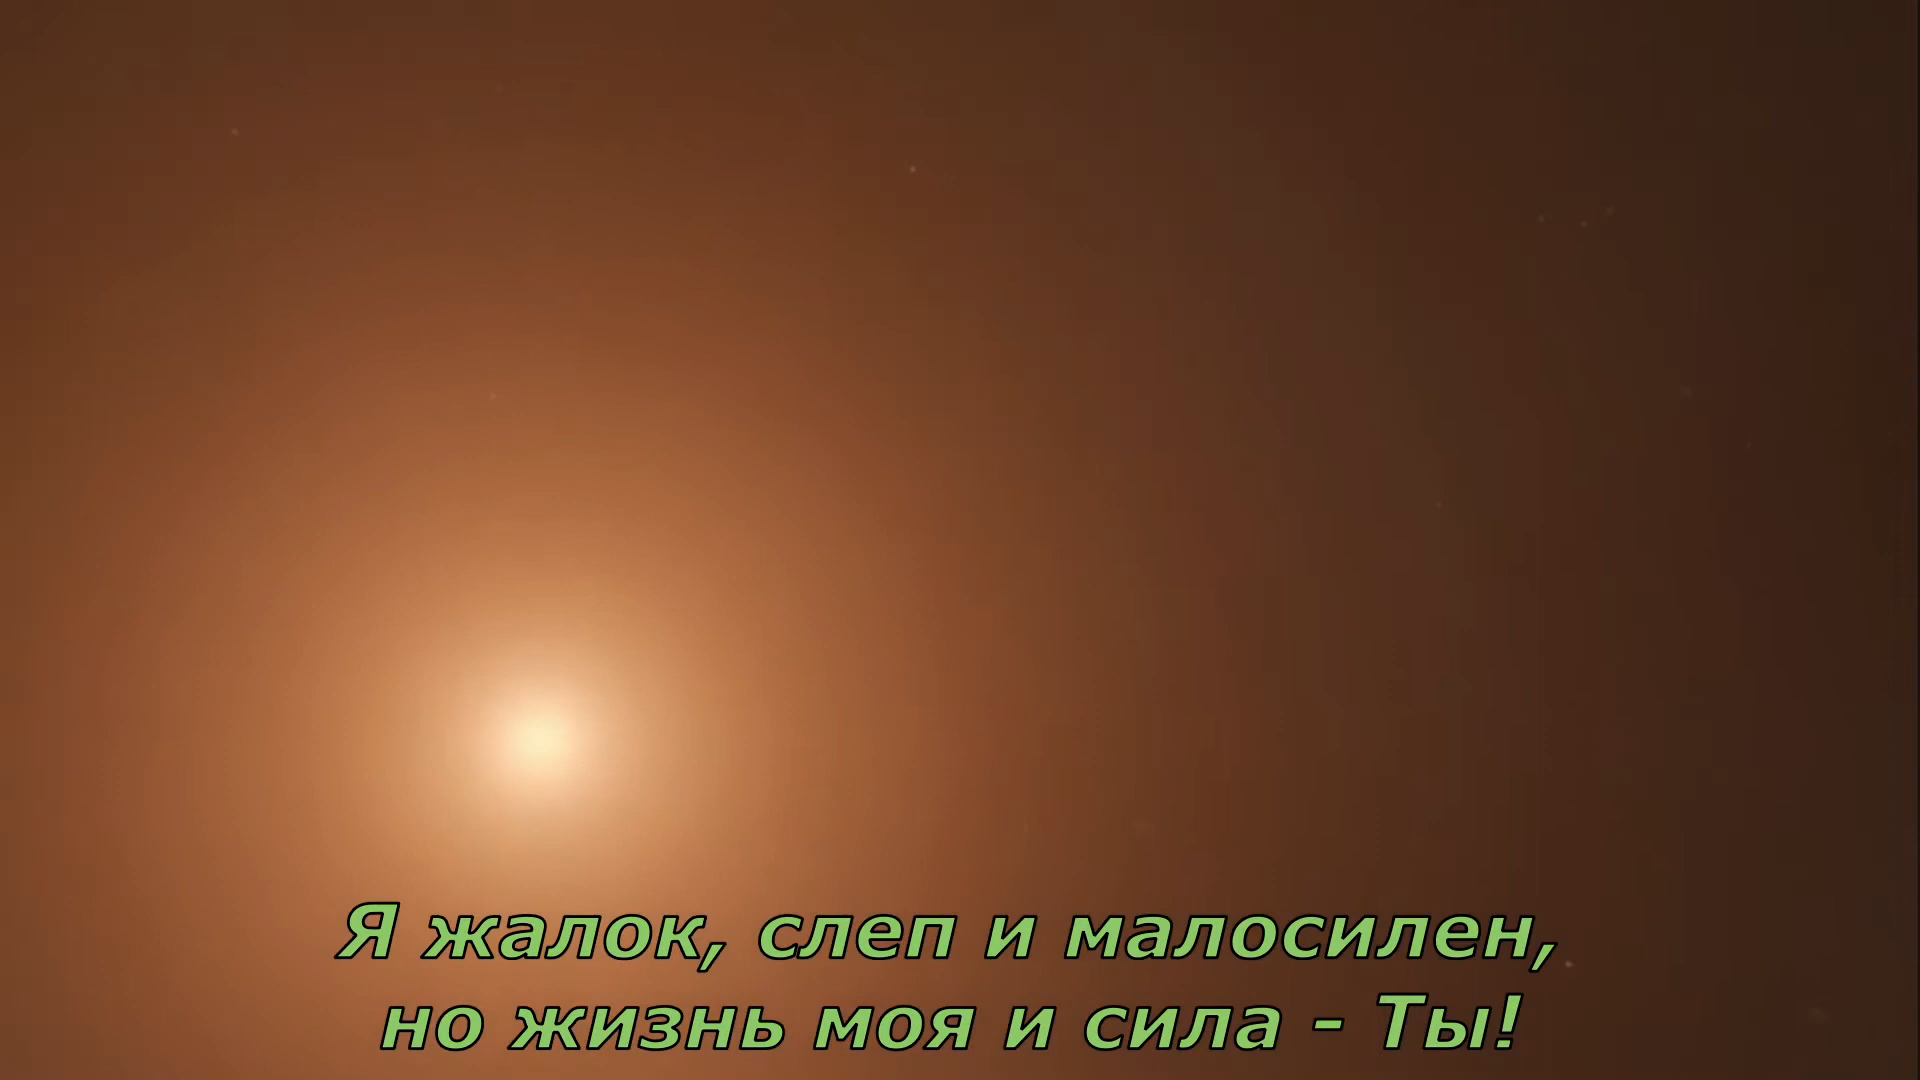 Я жалок, слеп и малосилен,
но жизнь моя и сила - Ты!